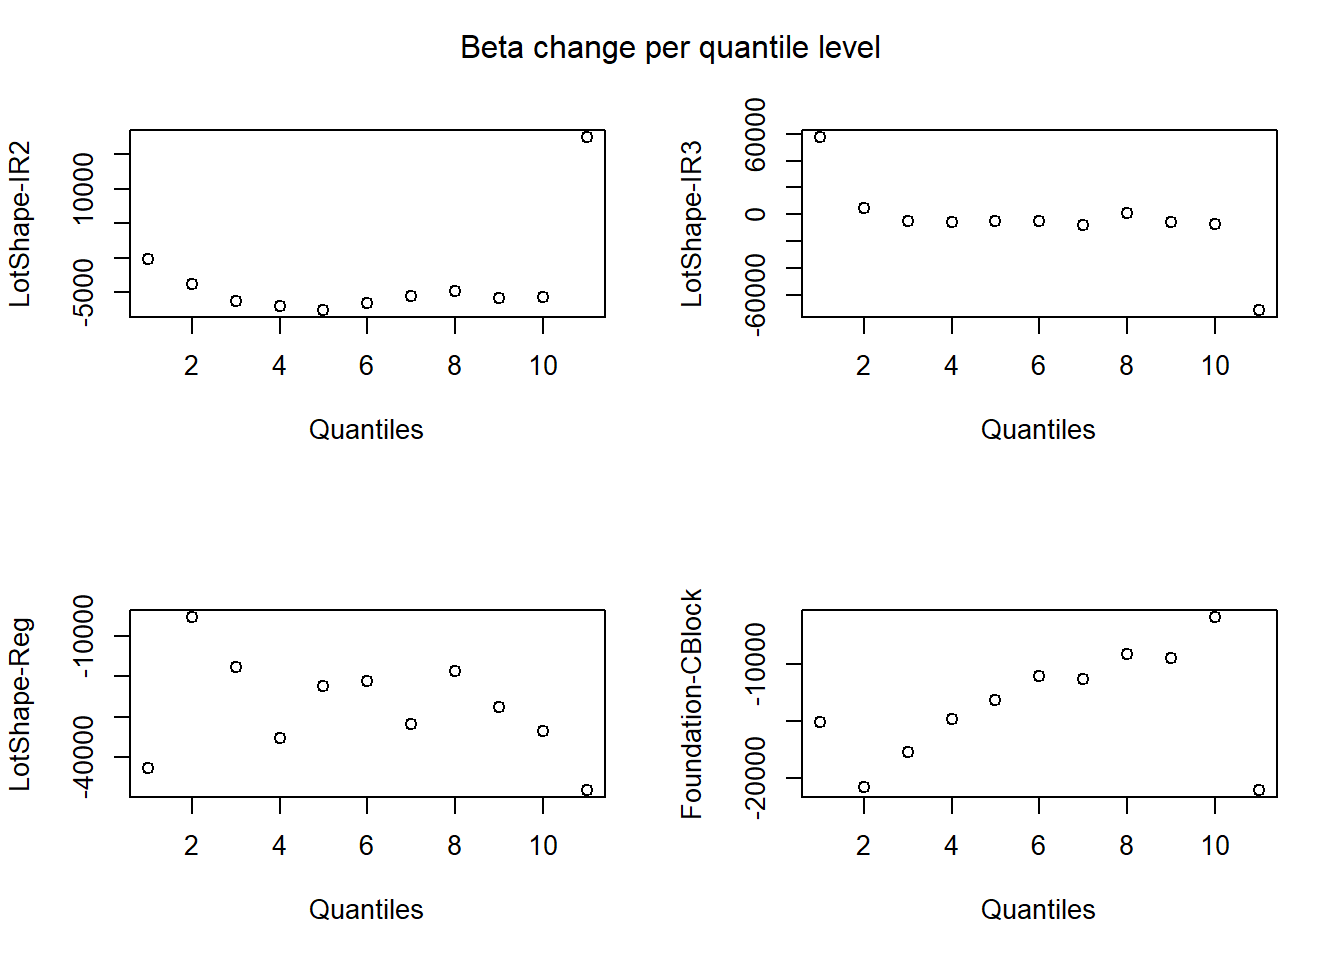 Beta change per quantile level
LotShape-IR2
10000
-5000
2 4 6 8 10
Quantiles
LotShape-IR3
60000
0
-60000
2 4 6 8 10
Quantiles
LotShape-Reg
-10000
-40000
2 4 6 8 10
Quantiles
Foundation-CBlock
-10000
-20000
2 4 6 8 10
Quantiles